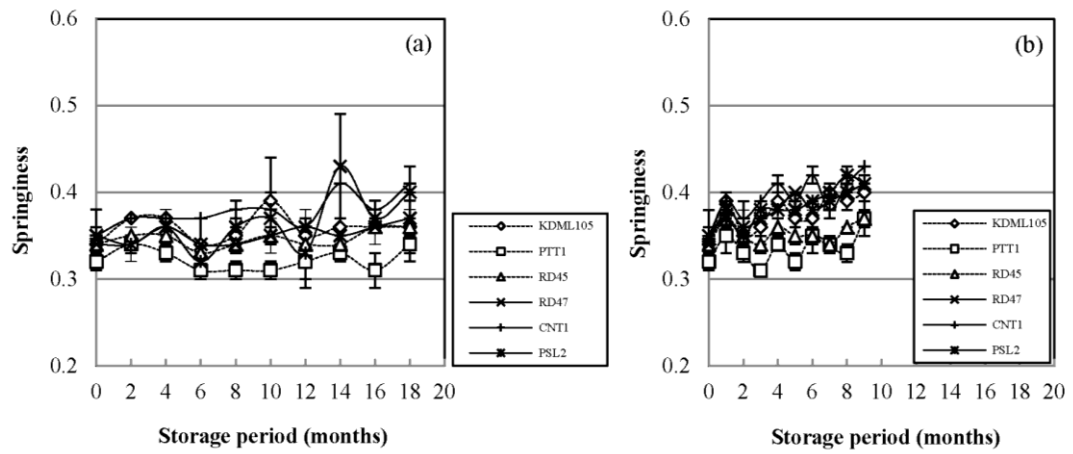 0.6
0.5
0.4
0.3
0.2
Springiness
(a)
0 2 4 6 8 10 12 14 16 18 20
Storage period (months)
KDML105
PTT1
RD45
RD47
CNT1
PSL2
0.6
0.5
0.4
0.3
0.2
Springiness
(b)
0 2 4 6 8 10 12 14 16 18 20
Storage period (months)
KDML105
PTT1
RD45
RD47
CNT1
PSL2